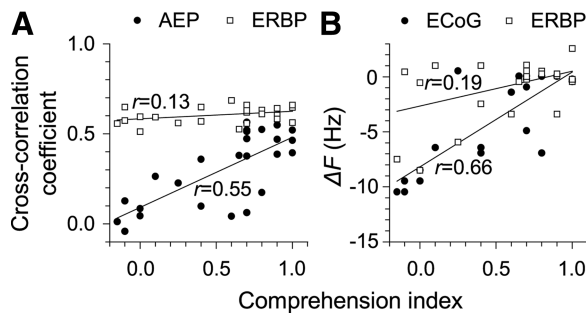 A
AEP
ERBP
Cross-correlation
coefficient
1.0
0.5
0.0
r=0.13
r=0.55
0.0
0.5
1.0
B
ECoG
ERBP
ΔF (Hz)
0
-5
-10
-15
r=0.19
r=0.66
0.0
0.5
1.0
Comprehension index